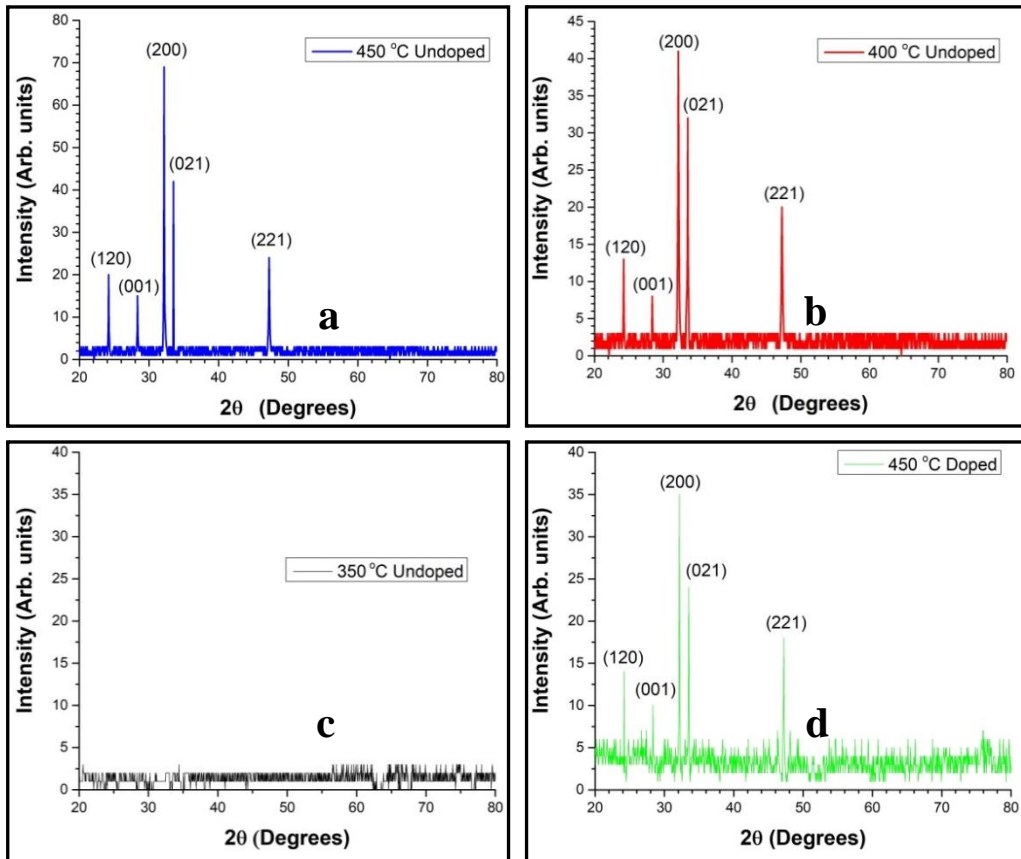 80
70
60
50
40
30
20
10
0
Intensity (Arb. units)
450 °C Undoped
(200)
(021)
(120)
(001)
(221)
a
20 30 40 50 60 70 80
2θ (Degrees)
45
40
35
30
25
20
15
10
5
0
Intensity (Arb. units)
400 °C Undoped
(200)
(021)
(221)
(120)
(001)
b
20 30 40 50 60 70 80
2θ (Degrees)
40
35
30
25
20
15
10
5
0
Intensity (Arb. units)
350 °C Undoped
c
20 30 40 50 60 70 80
2θ (Degrees)
40
35
30
25
20
15
10
5
0
Intensity (Arb. units)
450 °C Doped
(200)
(021)
(221)
(120)
(001)
d
20 30 40 50 60 70 80
2θ (Degrees)